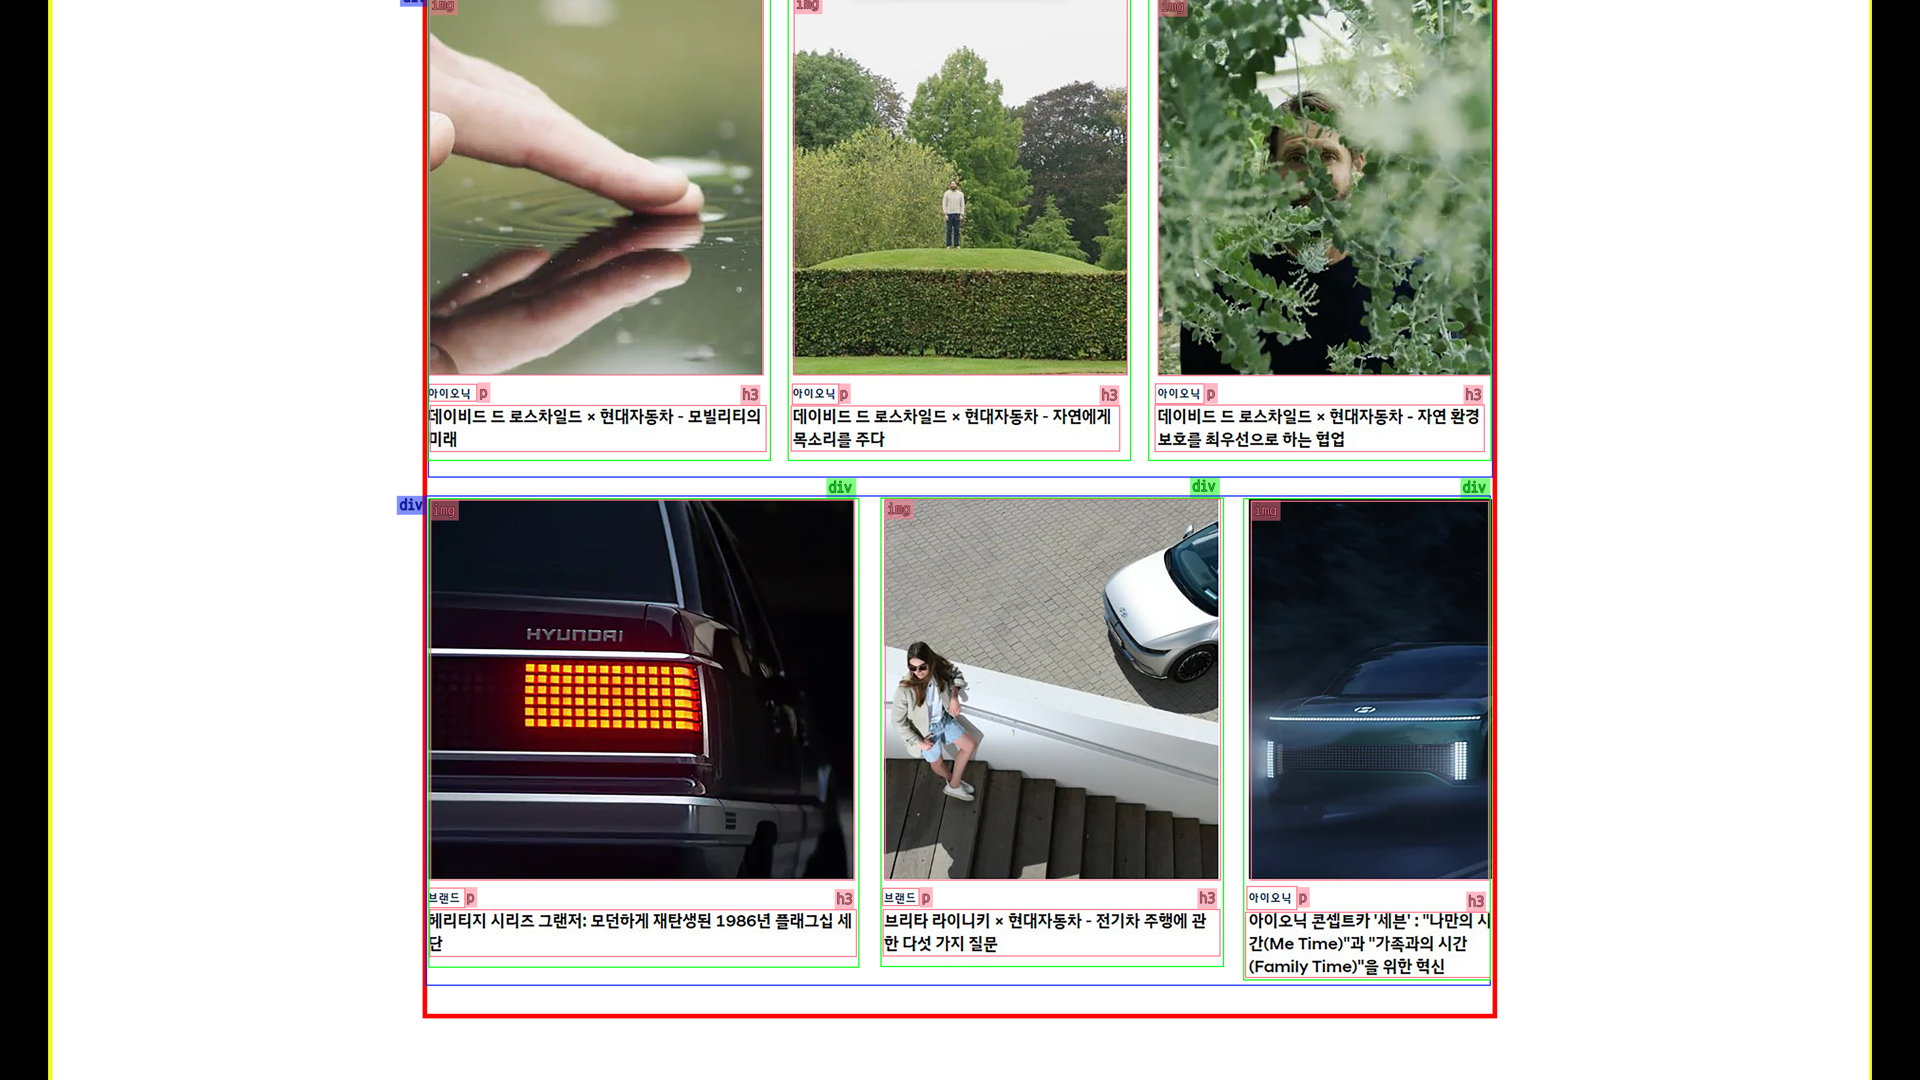 div
img
img
img
아이오닉 p
h3
아이오닉 p
h3
아이오닉 p
h3
데이비드 드 로스차일드 × 현대자동차 - 모빌리티의
미래
데이비드 드 로스차일드 × 현대자동차 - 자연에게
목소리를 주다
데이비드 드 로스차일드 × 현대자동차 - 자연 환경
보호를 최우선으로 하는 협업
div
div
div
div
img
img
img
HYUNDAI
브랜드 p
h3
브랜드 p
h3
아이오닉 p
h3
헤리티지 시리즈 그랜저: 모던하게 재탄생된 1986년 플래그십 세
단
브리타 라이니키 × 현대자동차 - 전기차 주행에 관
한 다섯 가지 질문
아이오닉 콘셉트카 '세븐' : "나만의 시
간(Me Time)"과 "가족과의 시간
(Family Time)"을 위한 혁신